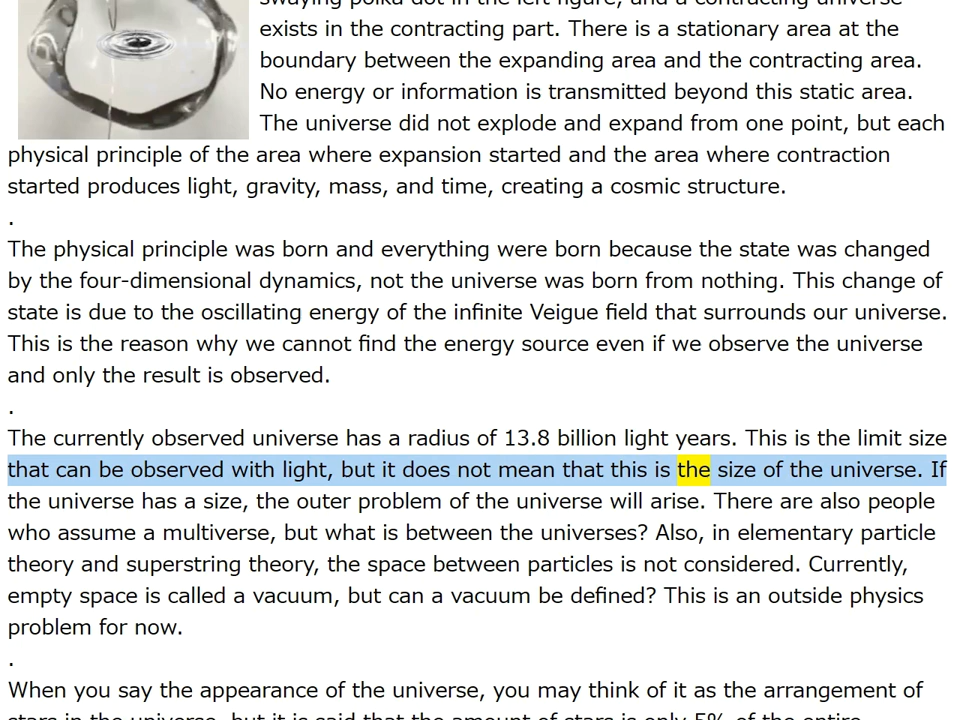 exists in the contracting part. There is a stationary area at the
boundary between the expanding area and the contracting area.
No energy or information is transmitted beyond this static area.
The universe did not explode and expand from one point, but each
physical principle of the area where expansion started and the area where contraction
started produces light, gravity, mass, and time, creating a cosmic structure.
.
The physical principle was born and everything were born because the state was changed
by the four-dimensional dynamics, not the universe was born from nothing. This change of
state is due to the oscillating energy of the infinite Veigue field that surrounds our universe.
This is the reason why we cannot find the energy source even if we observe the universe
and only the result is observed.
.
The currently observed universe has a radius of 13.8 billion light years. This is the limit size
that can be observed with light, but it does not mean that this is the size of the universe. If
the universe has a size, the outer problem of the universe will arise. There are also people
who assume a multiverse, but what is between the universes? Also, in elementary particle
theory and superstring theory, the space between particles is not considered. Currently,
empty space is called a vacuum, but can a vacuum be defined? This is an outside physics
problem for now.
.
When you say the appearance of the universe, you may think of it as the arrangement of